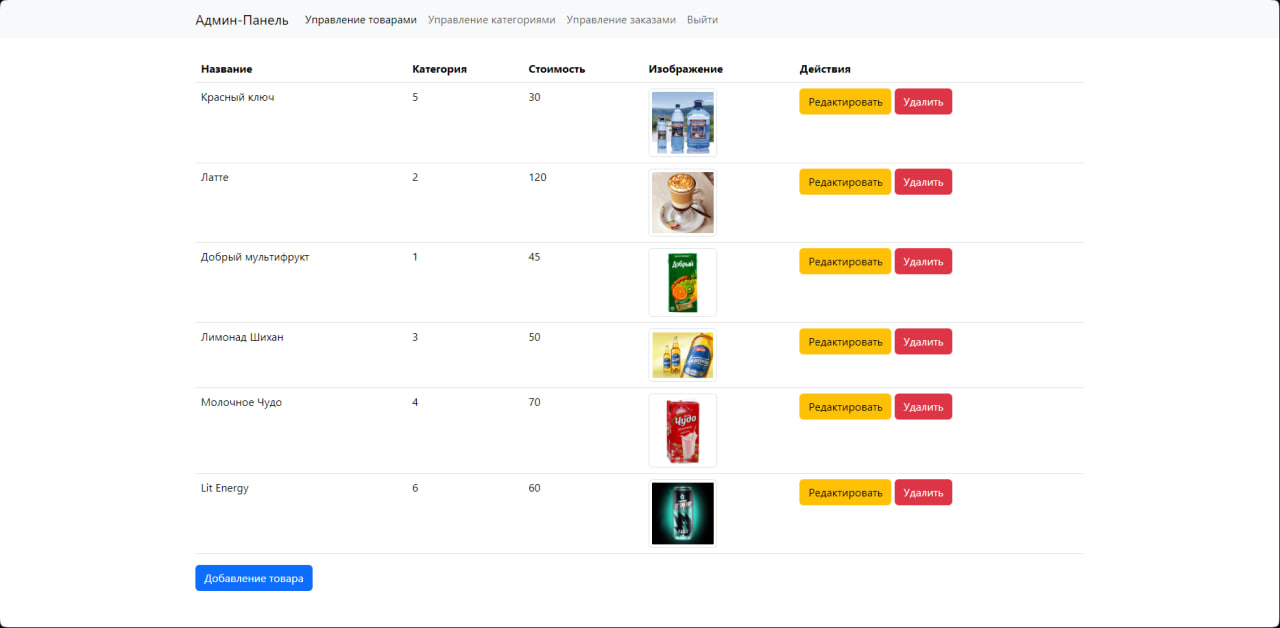 Админ-Панель Управление товарами Управление категориями Управление заказами Выйти
Название Категория Стоимость Изображение Действия
Красный ключ 5 30 Редактировать Удалить
Латте 2 120 Редактировать Удалить
Добрый мультифрукт 1 45 Редактировать Удалить
Добрый
Лимонад Шихан 3 50 Редактировать Удалить
Молочное Чудо 4 70 Редактировать Удалить
Чудо
Lit Energy 6 60 Редактировать Удалить
Добавление товара